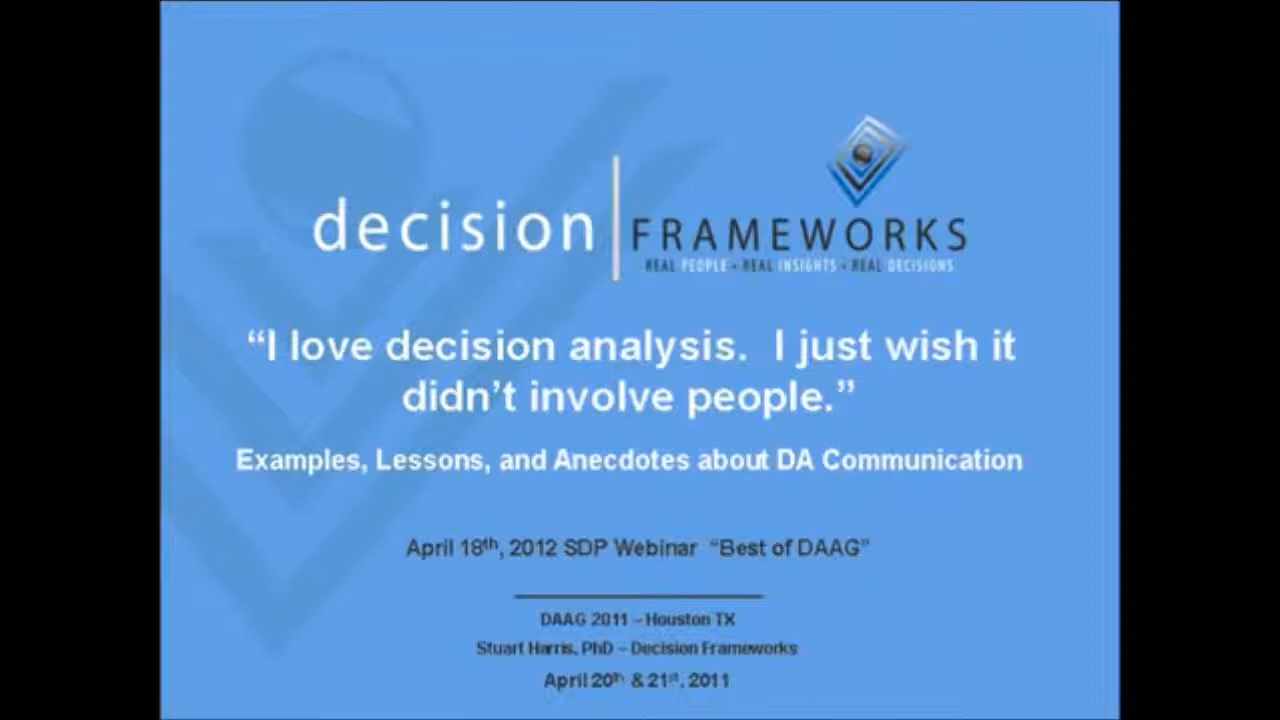 decision FRAMEWORKS
REAL PEOPLE • REAL INSIGHTS • REAL DECISIONS
“I love decision analysis. I just wish it
didn’t involve people.”
Examples, Lessons, and Anecdotes about DA Communication
April 18th, 2012 SDP Webinar “Best of DAAG”
DAAG 2011 – Houston TX
Stuart Harris, PhD – Decision Frameworks
April 20th & 21st, 2011